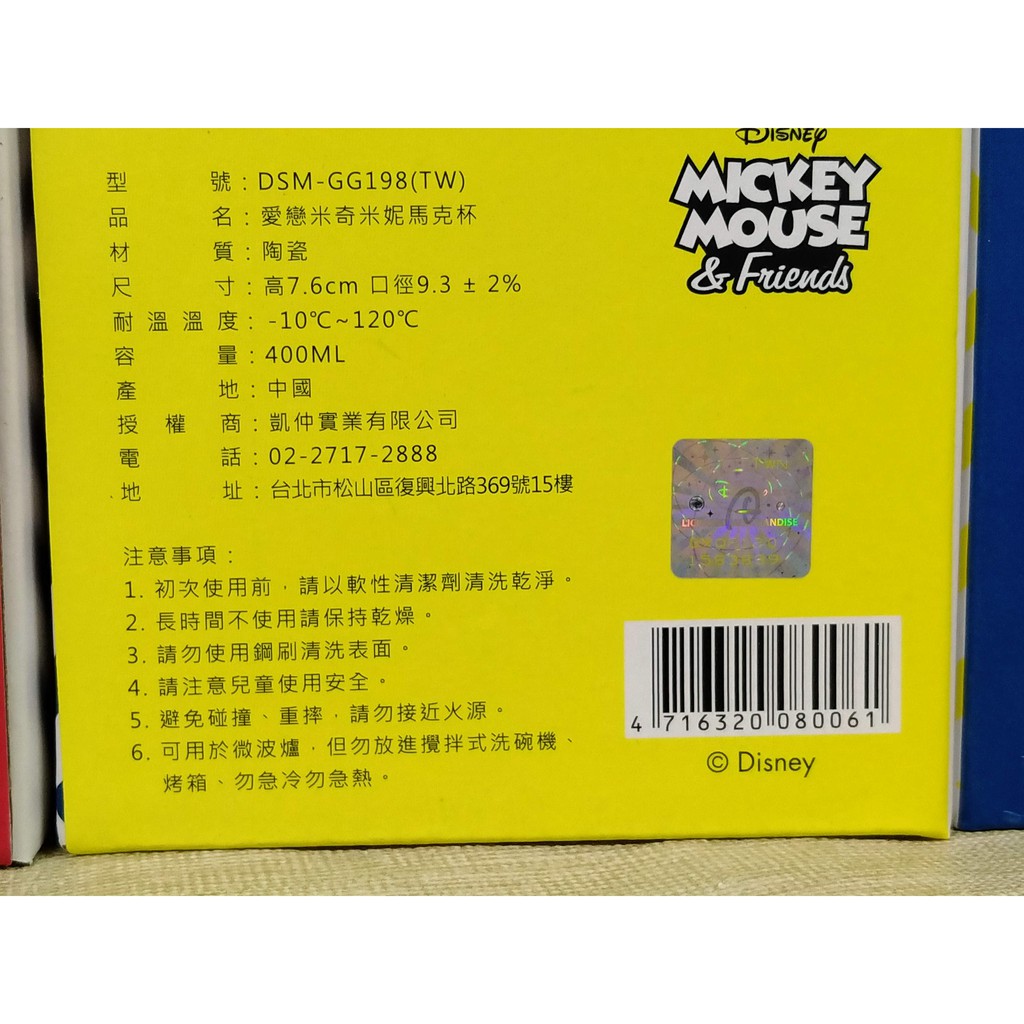 Disney
MICKEY
MOUSE
& Friends
型號：DSM-GG198(TW)
品名：愛戀米奇米妮馬克杯
材質：陶瓷
尺寸：高7.6cm 口徑9.3 ± 2%
耐溫溫度：-10℃~120℃
容量：400ML
產地：中國
授權商：凱仲實業有限公司
電話：02-2717-2888
地址：台北市松山區復興北路369號15樓
注意事項：
1. 初次使用前，請以軟性清潔劑清洗乾淨。
2. 長時間不使用請保持乾燥。
3. 請勿使用鋼刷清洗表面。
4. 請注意兒童使用安全。
5. 避免碰撞、重摔，請勿接近火源。
6. 可用於微波爐，但勿放進攪拌式洗碗機、
烤箱、勿急冷勿急熱。
4 716320 080061
© Disney